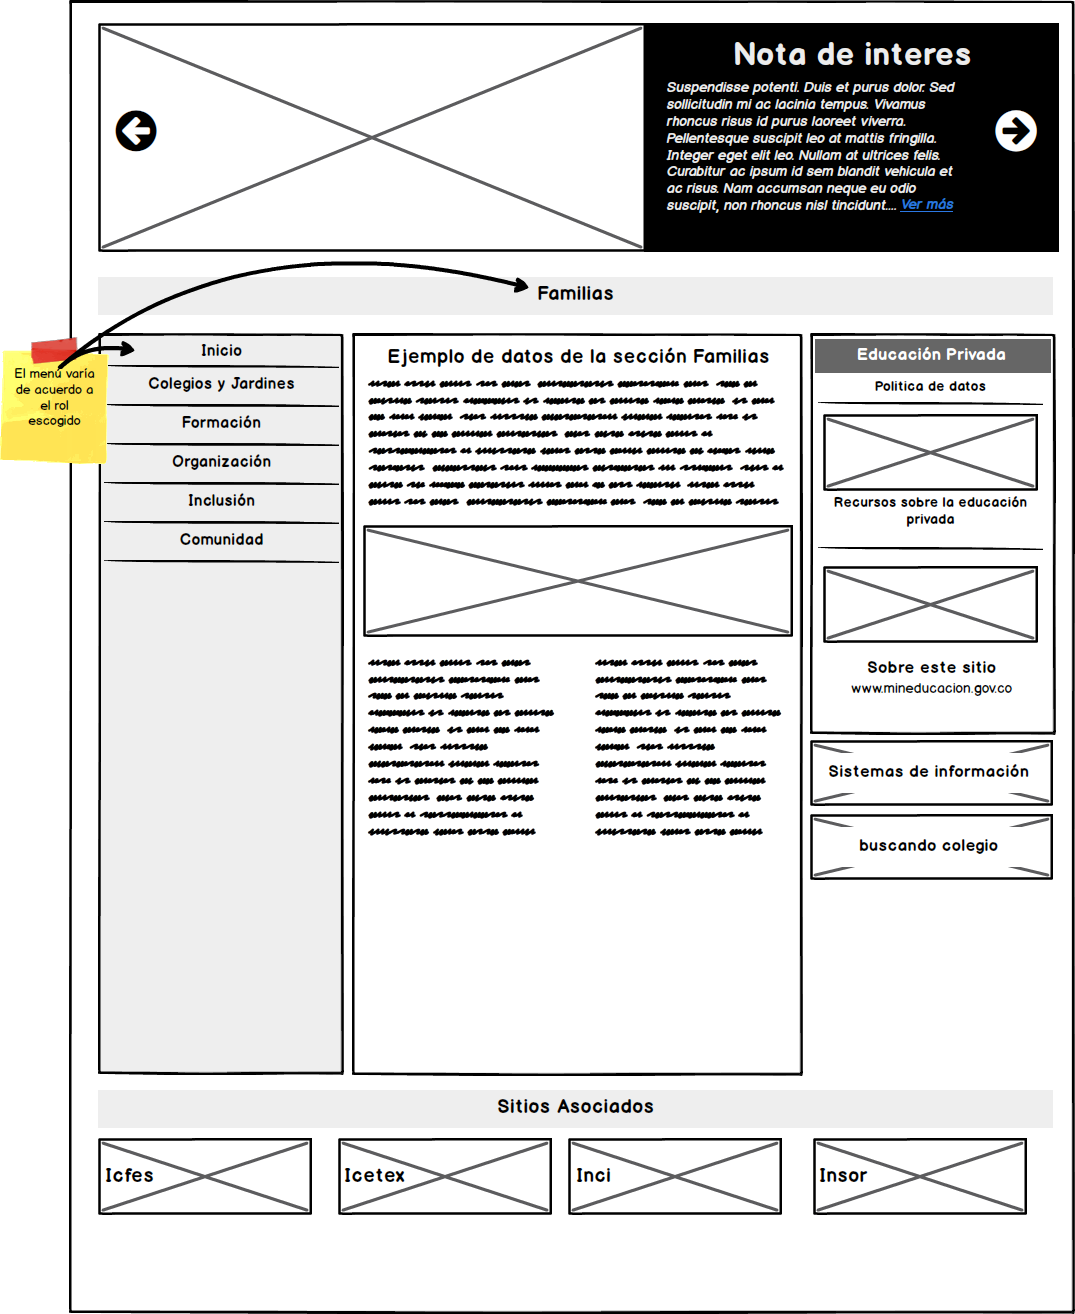 Nota de interes
Suspendisse potenti. Duis et purus dolor. Sed
sollicitudin mi ac lacinia tempus. Vivamus
rhoncus risus id purus laoreet viverra.
Pellentesque suscipit leo at mattis fringilla.
Integer eget elit leo. Nullam at ultrices felis.
Curabitur ac ipsum id sem blandit vehicula et
ac risus. Nam accumsan neque eu odio
suscipit, non rhoncus nisl tincidunt.... Ver más
Familias
El menú varía
de acuerdo a
el rol
escogido
Inicio
Colegios y Jardines
Formación
Organización
Inclusión
Comunidad
Ejemplo de datos de la sección Familias
Educación Privada
Politica de datos
Recursos sobre la educación
privada
Sobre este sitio
www.mineducacion.gov.co
Sistemas de información
buscando colegio
Sitios Asociados
Icfes
Icetex
Inci
Insor